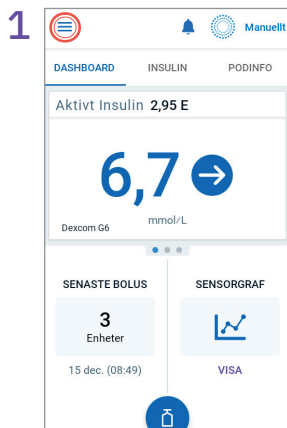 1
Manuellt
DASHBOARD INSULIN PODINFO
Aktivt Insulin 2,95 E
6,7
mmol/L
Dexcom G6
SENASTE BOLUS SENSORGRAF
3
Enheter
15 dec. (08:49) VISA